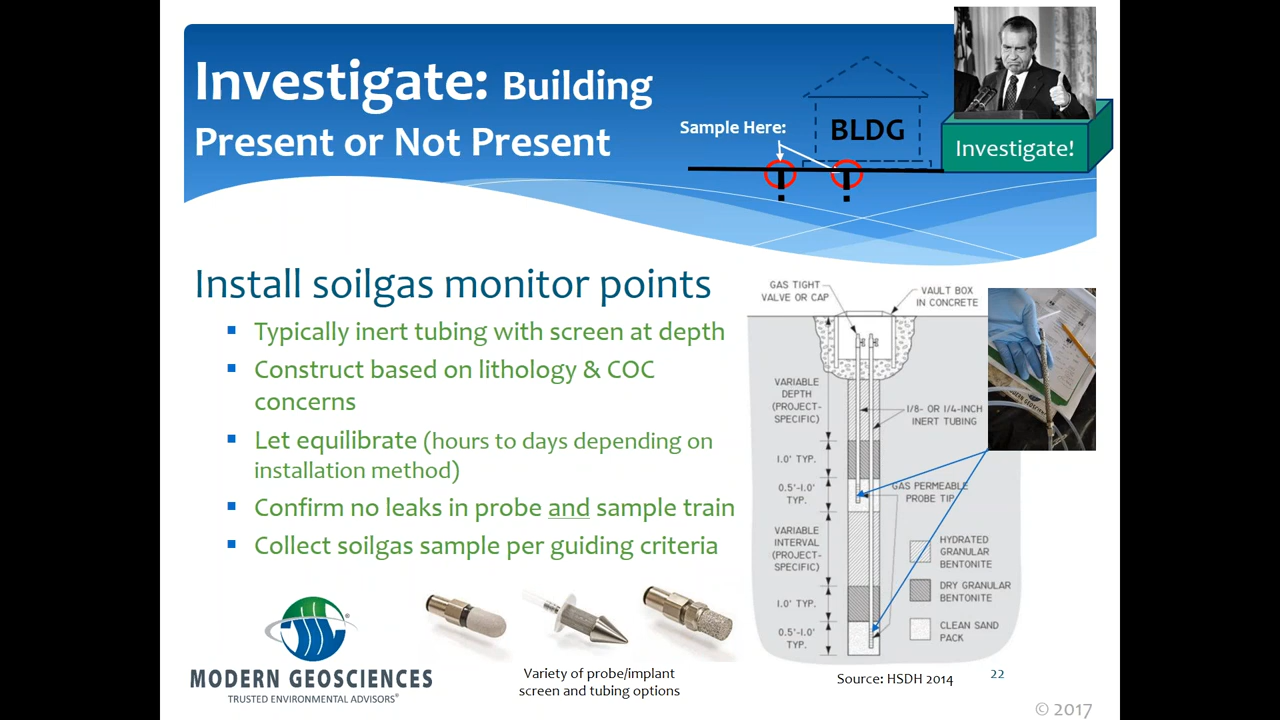 Investigate: Building
Present or Not Present
Sample Here:
BLDG
Investigate!
Install soilgas monitor points
Typically inert tubing with screen at depth
Construct based on lithology & COC
concerns
Let equilibrate (hours to days depending on
installation method)
Confirm no leaks in probe and sample train
Collect soilgas sample per guiding criteria
GAS TIGHT
VALVE OR CAP
VAULT BOX
IN CONCRETE
VARIABLE
DEPTH
(PROJECT-
SPECIFIC)
1/8- OR 1/4-INCH
INERT TUBING
1.0' TYP.
0.5'-1.0'
TYP.
GAS PERMEABLE
PROBE TIP
VARIABLE
INTERVAL
(PROJECT-
SPECIFIC)
HYDRATED
GRANULAR
BENTONITE
1.0' TYP.
DRY GRANULAR
BENTONITE
0.5'-1.0'
TYP.
CLEAN SAND
PACK
MODERN GEOSCIENCES
TRUSTED ENVIRONMENTAL ADVISORS®
Variety of probe/implant
screen and tubing options
Source: HSDH 2014
22
© 2017